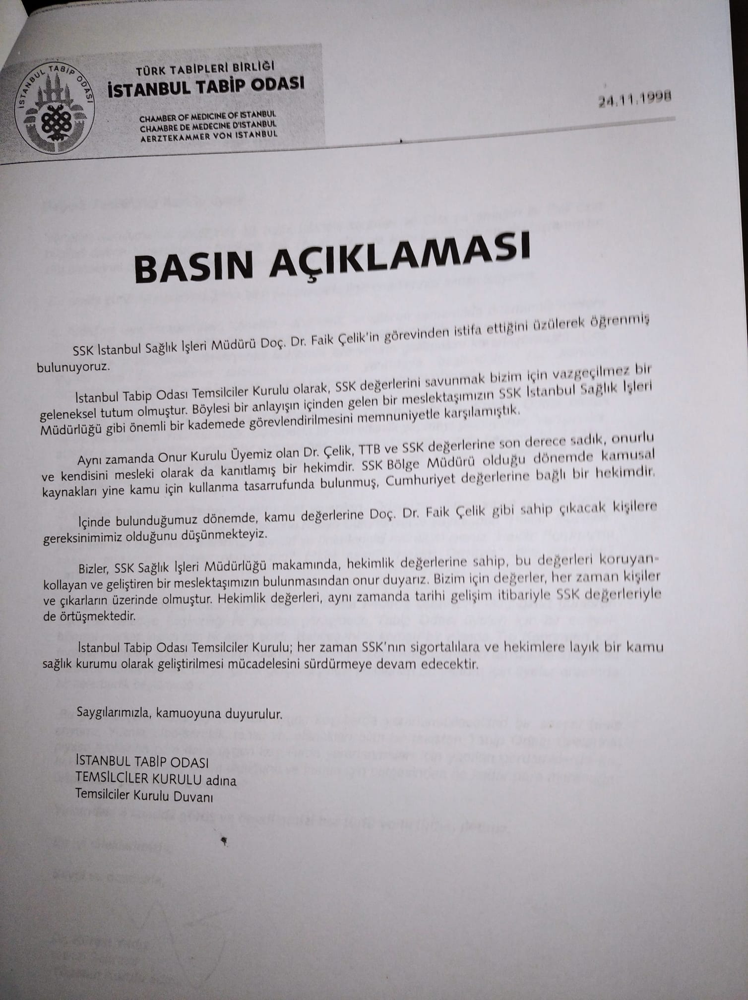 İSTANBUL TABİP ODASI
TÜRK TABİPLERİ BİRLİĞİ
İSTANBUL TABİP ODASI
CHAMBER OF MEDICINE OF ISTANBUL
CHAMBRE DE MEDECINE D'ISTANBUL
AERZTEKAMMER VON ISTANBUL
24.11.1998
BASIN AÇIKLAMASI
SSK İstanbul Sağlık İşleri Müdürü Doç. Dr. Faik Çelik'in görevinden istifa ettiğini üzülerek öğrenmiş
bulunuyoruz.
İstanbul Tabip Odası Temsilciler Kurulu olarak, SSK değerlerini savunmak bizim için vazgeçilmez bir
geleneksel tutum olmuştur. Böylesi bir anlayışın içinden gelen bir meslektaşımızın SSK İstanbul Sağlık İşleri
Müdürlüğü gibi önemli bir kademede görevlendirilmesini memnuniyetle karşılamıştık.
Aynı zamanda Onur Kurulu Üyemiz olan Dr. Çelik, TTB ve SSK değerlerine son derece sadık, onurlu
ve kendisini mesleki olarak da kanıtlamış bir hekimdir. SSK Bölge Müdürü olduğu dönemde kamusal
kaynakları yine kamu için kullanma tasarrufunda bulunmuş, Cumhuriyet değerlerine bağlı bir hekimdir.
İçinde bulunduğumuz dönemde, kamu değerlerine Doç. Dr. Faik Çelik gibi sahip çıkacak kişilere
gereksinimimiz olduğunu düşünmekteyiz.
Bizler, SSK Sağlık İşleri Müdürlüğü makamında, hekimlik değerlerine sahip, bu değerleri koruyan-
kollayan ve geliştiren bir meslektaşımızın bulunmasından onur duyarız. Bizim için değerler, her zaman kişiler
ve çıkarların üzerinde olmuştur. Hekimlik değerleri, aynı zamanda tarihi gelişim itibariyle SSK değerleriyle
de örtüşmektedir.
İstanbul Tabip Odası Temsilciler Kurulu; her zaman SSK'nın sigortalılara ve hekimlere layık bir kamu
sağlık kurumu olarak geliştirilmesi mücadelesini sürdürmeye devam edecektir.
Saygılarımızla, kamuoyuna duyurulur.
İSTANBUL TABİP ODASI
TEMSİLCİLER KURULU adına
Temsilciler Kurulu Duvanı